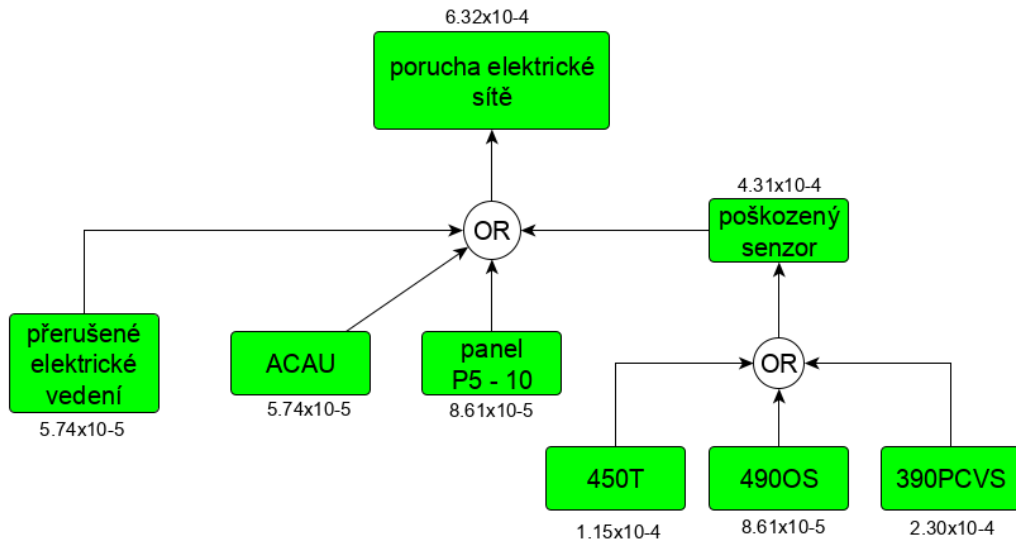 6.32x10-4
porucha elektrické
sítě
OR
4.31x10-4
poškozený
senzor
přerušené
elektrické
vedení
5.74x10-5
ACAU
5.74x10-5
panel
P5 - 10
8.61x10-5
OR
450T
1.15x10-4
490OS
8.61x10-5
390PCVS
2.30x10-4